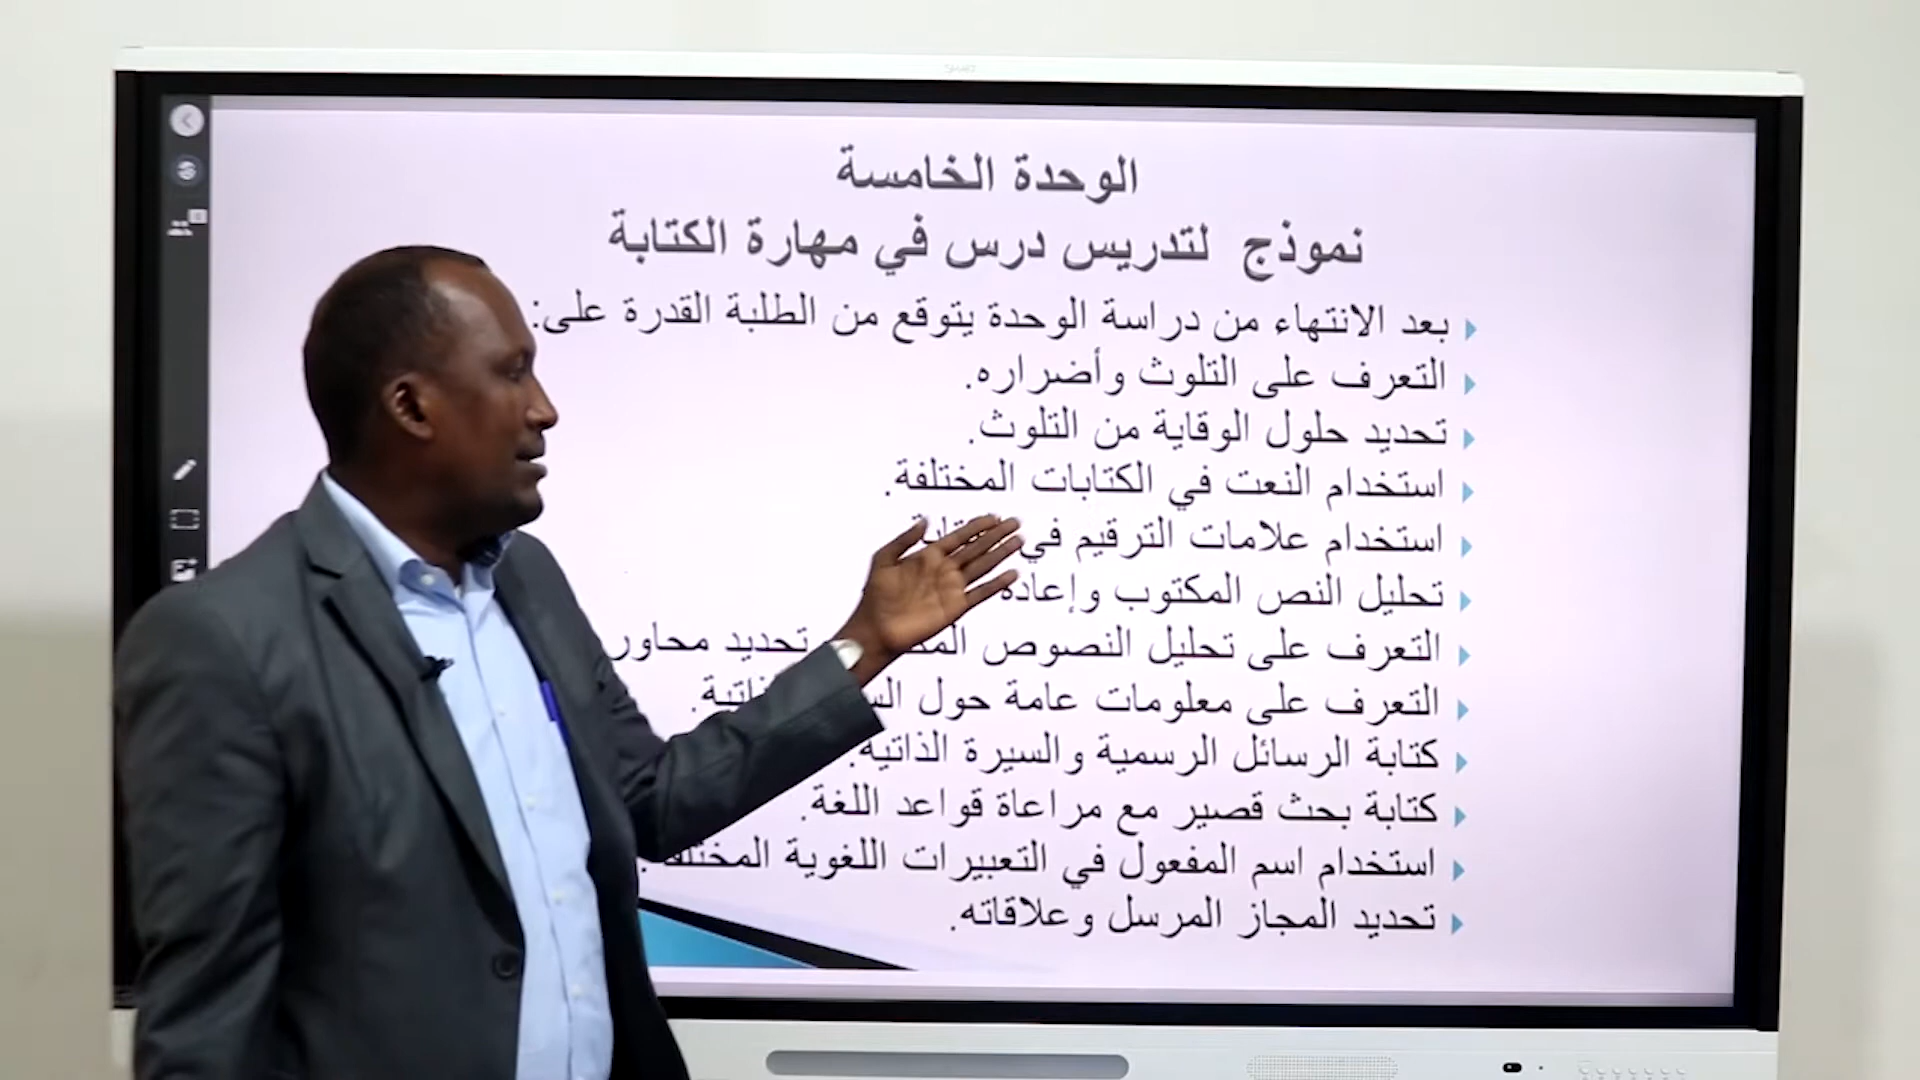 الوحدة الخامسة
نموذج لتدريس درس في مهارة الكتابة
بعد الانتهاء من دراسة الوحدة يتوقع من الطلبة القدرة على:
التعرف على التلوث وأضراره.
تحديد حلول الوقاية من التلوث.
استخدام النعت في الكتابات المختلفة.
استخدام علامات الترقيم في
تحليل النص المكتوب وإعادة
التعرف على تحليل النصوص تحديد محاور
التعرف على معلومات عامة حول
كتابة الرسائل الرسمية والسيرة الذاتية.
كتابة بحث قصير مع مراعاة قواعد اللغة.
استخدام اسم المفعول في التعبيرات اللغوية المختلفة.
تحديد المجاز المرسل وعلاقاته.